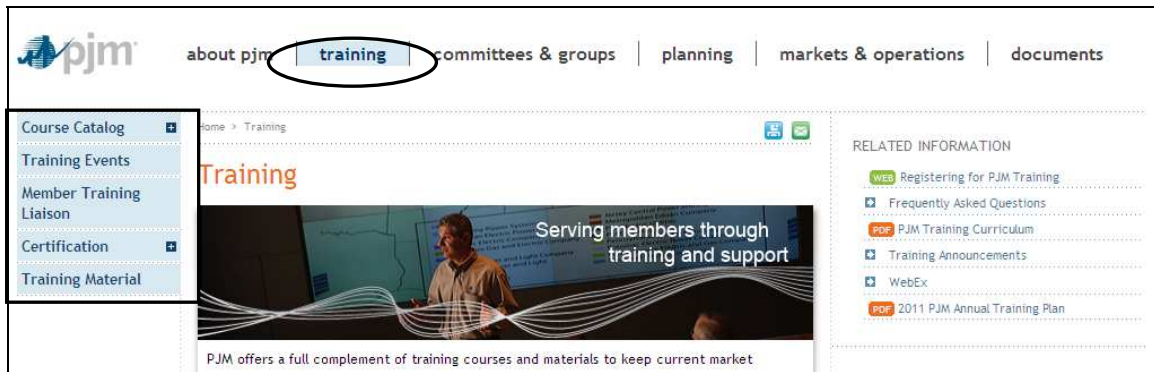 pjm
about pjm training committees & groups planning markets & operations documents
Course Catalog
Training Events
Member Training
Liaison
Certification
Training Material
Home > Training
Training
Serving members through
training and support
PJM offers a full complement of training courses and materials to keep current market
RELATED INFORMATION
WEB Registering for PJM Training
Frequently Asked Questions
PDF PJM Training Curriculum
Training Announcements
WebEx
PDF 2011 PJM Annual Training Plan